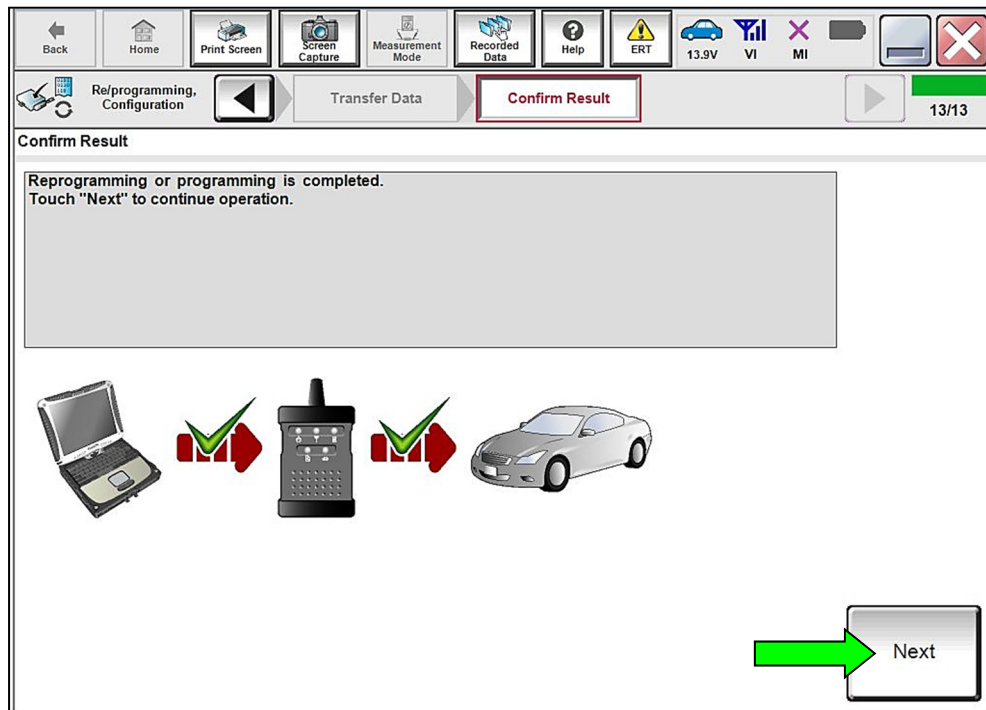 Back
Home
Print Screen
Screen
Capture
Measurement
Mode
Recorded
Data
Help
ERT
13.9V
VI
MI
Re/programming,
Configuration
Transfer Data
Confirm Result
13/13
Confirm Result
Reprogramming or programming is completed.
Touch "Next" to continue operation.
Next